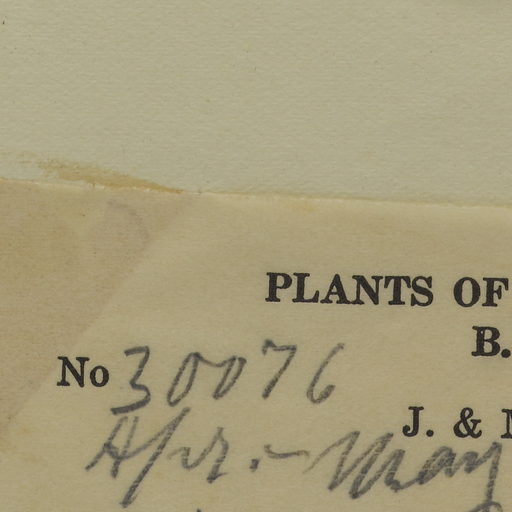 PLANTS OF
B.
No 30076
J. & 
Apr. - May